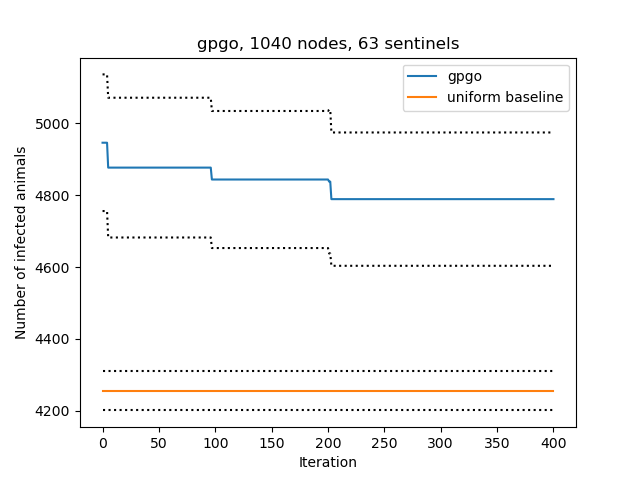 gpgo, 1040 nodes, 63 sentinels
gpgo
uniform baseline
Number of infected animals
5000
4800
4600
4400
4200
0 50 100 150 200 250 300 350 400
Iteration